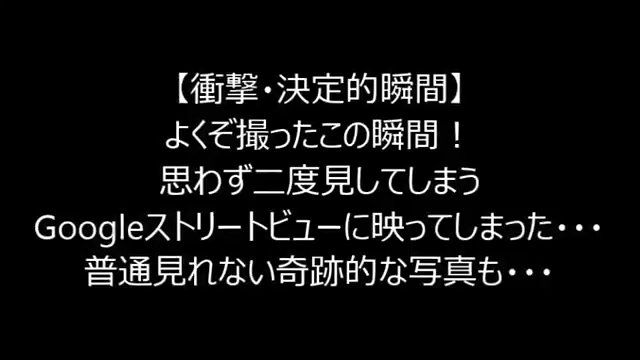 【衝撃・決定的瞬間】
よくぞ撮ったこの瞬間！
思わず二度見してしまう
Googleストリートビューに映ってしまった・・・
普通見れない奇跡的な写真も・・・